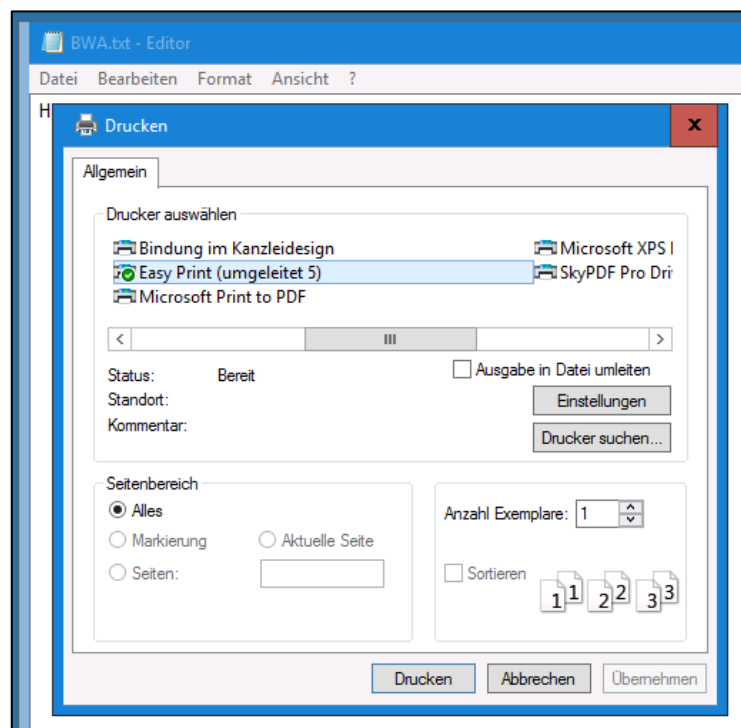 BWA.txt - Editor
Datei Bearbeiten Format Ansicht ?
H
Drucken x
Allgemein
Drucker auswählen
Bindung im Kanzleidesign Microsoft XPS
Easy Print (umgeleitet 5) SkyPDF Pro Dri
Microsoft Print to PDF
Status: Bereit
Ausgabe in Datei umleiten
Standort:
Einstellungen
Kommentar:
Drucker suchen...
Seitenbereich
Alles
Anzahl Exemplare: 1
Markierung Aktuelle Seite
Seiten:
Sortieren
1 1 2 2 3 3
Drucken Abbrechen Übernehmen